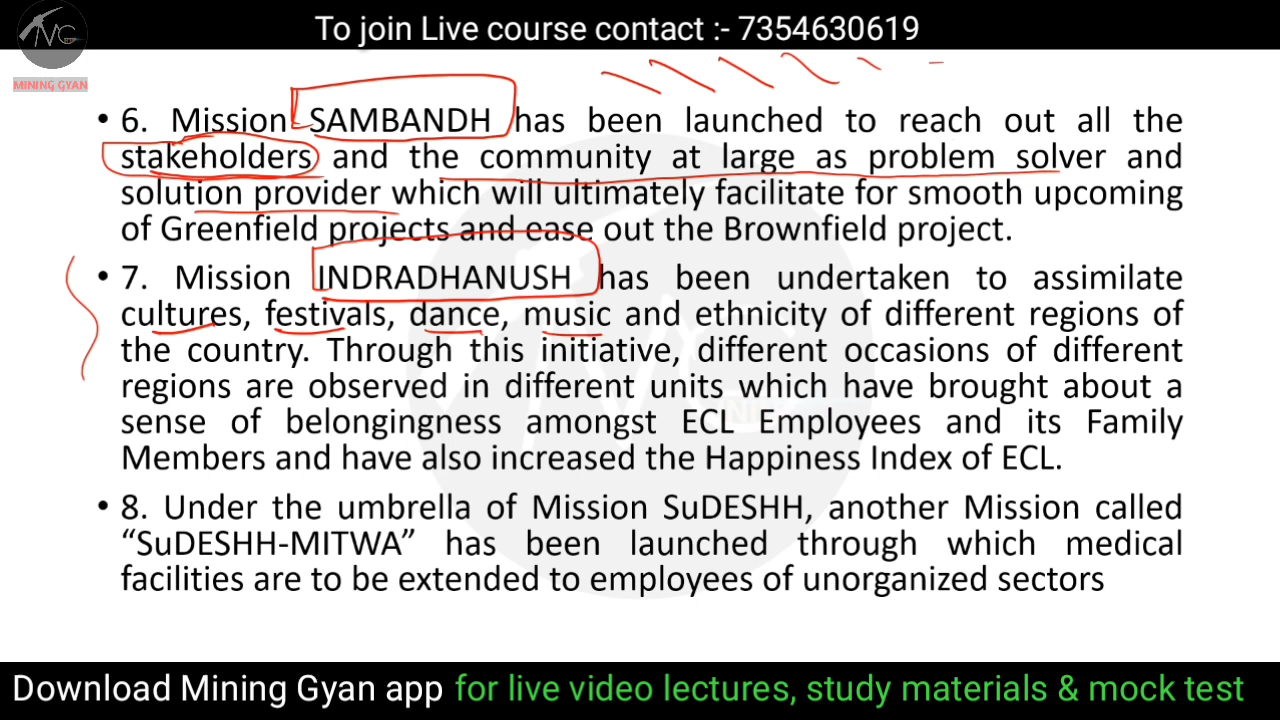 To join Live course contact :- 7354630619
MINING GYAN
• 6. Mission SAMBANDH has been launched to reach out all the
stakeholders and the community at large as problem solver and
solution provider which will ultimately facilitate for smooth upcoming
of Greenfield projects and ease out the Brownfield project.
• 7. Mission INDRADHANUSH has been undertaken to assimilate
cultures, festivals, dance, music and ethnicity of different regions of
the country. Through this initiative, different occasions of different
regions are observed in different units which have brought about a
sense of belongingness amongst ECL Employees and its Family
Members and have also increased the Happiness Index of ECL.
• 8. Under the umbrella of Mission SuDESHH, another Mission called
“SuDESHH-MITWA” has been launched through which medical
facilities are to be extended to employees of unorganized sectors
Download Mining Gyan app for live video lectures, study materials & mock test